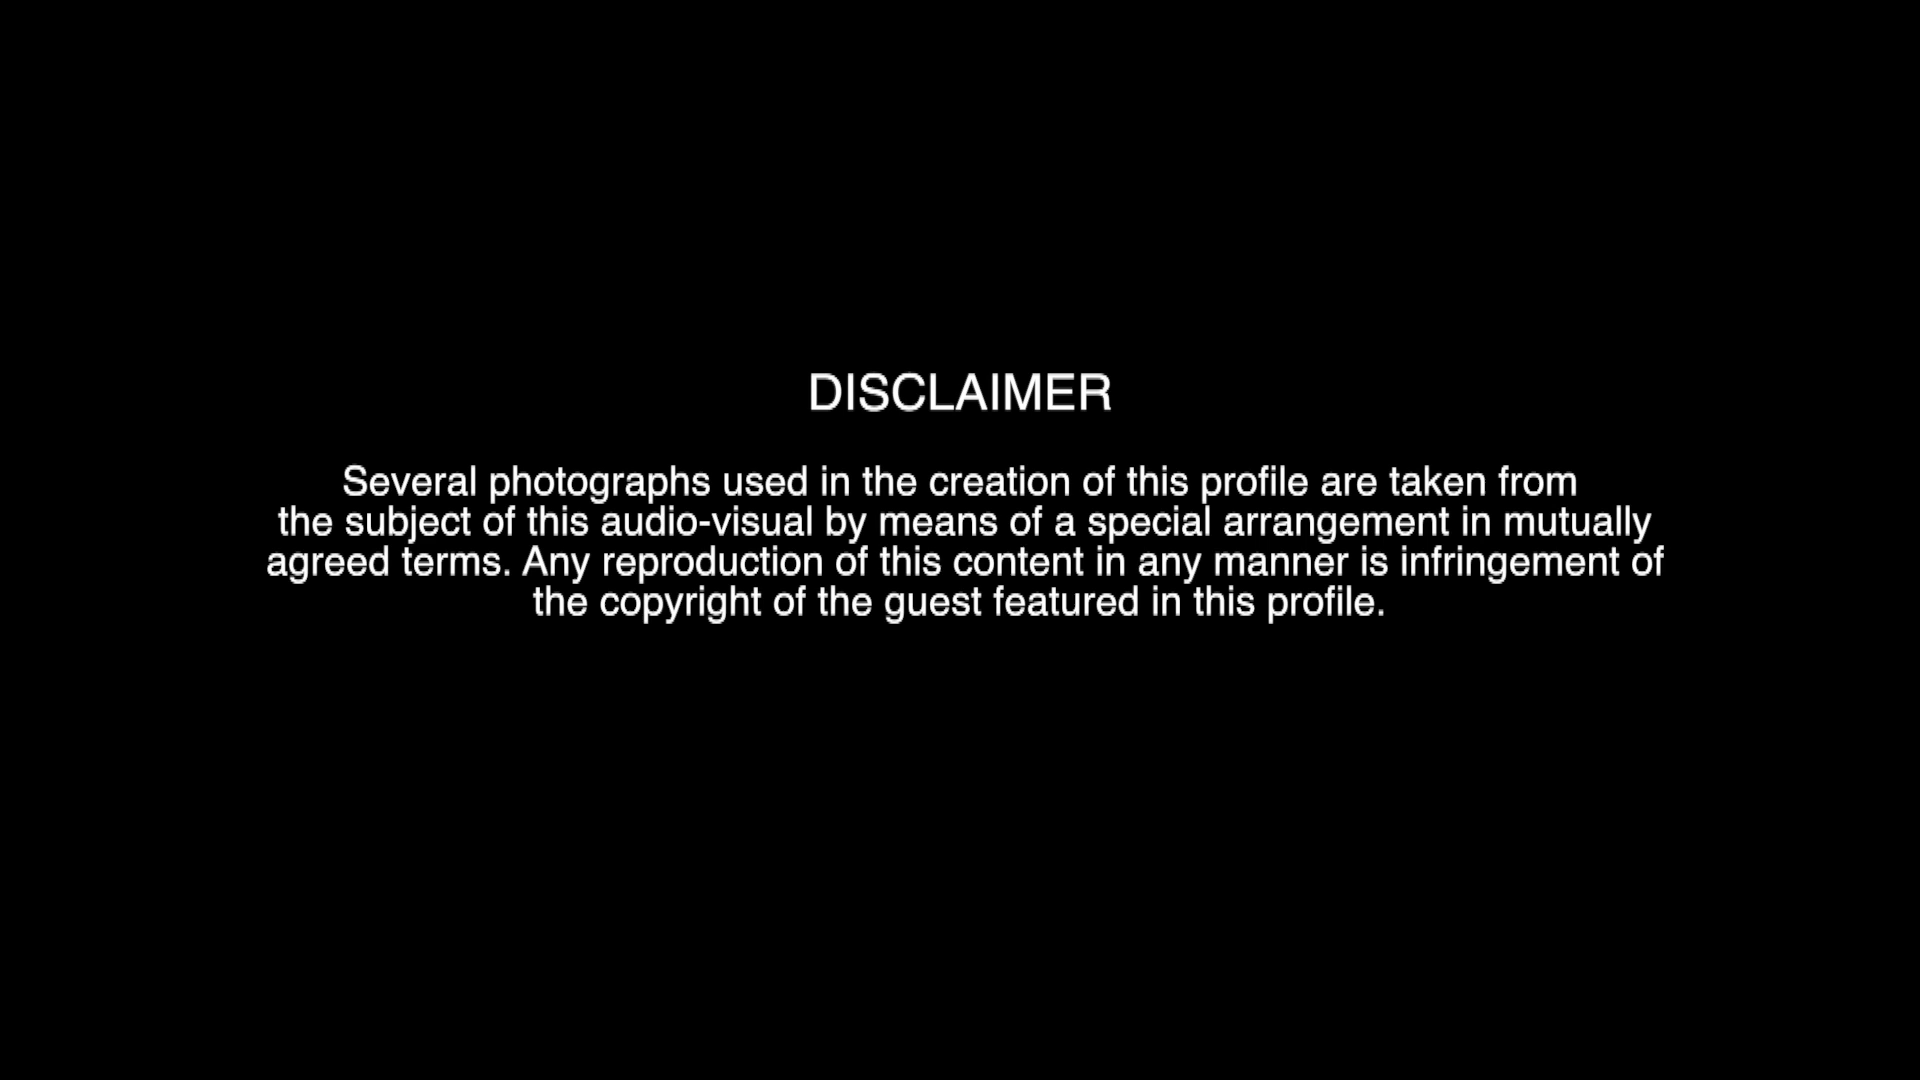 DISCLAIMER
Several photographs used in the creation of this profile are taken from
the subject of this audio-visual by means of a special arrangement in mutually
agreed terms. Any reproduction of this content in any manner is infringement of
the copyright of the guest featured in this profile.